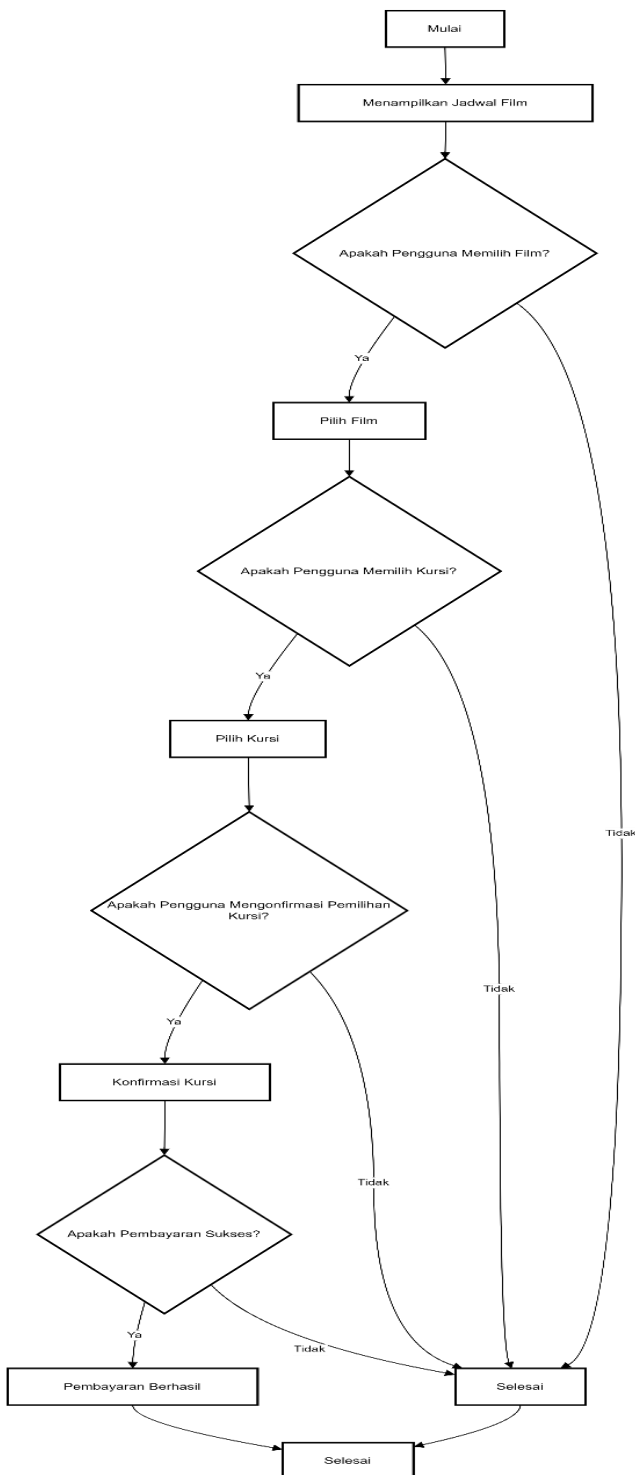 Mulai
Menampilkan Jadwal Film
Apakah Pengguna Memilih Film?
Ya
Pilih Film
Apakah Pengguna Memilih Kursi?
Ya
Pilih Kursi
Tidak
Apakah Pengguna Mengonfirmasi Pemilihan
Kursi?
Tidak
Ya
Konfirmasi Kursi
Tidak
Apakah Pembayaran Sukses?
Ya
Tidak
Pembayaran Berhasil
Selesai
Selesai